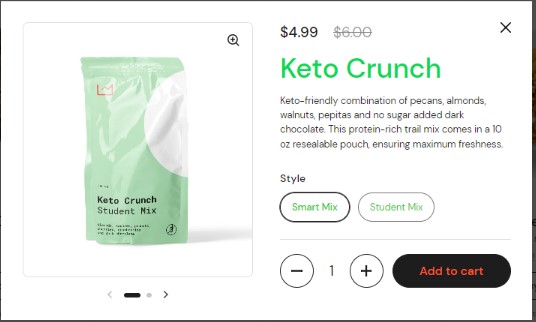 $4.99 $6.00
Keto Crunch
Keto-friendly combination of pecans, almonds,
walnuts, pepitas and no sugar added dark
chocolate. This protein-rich trail mix comes in a 10
oz resealable pouch, ensuring maximum freshness.
Style
Smart Mix Student Mix
1 Add to cart
Keto Crunch
Student Mix